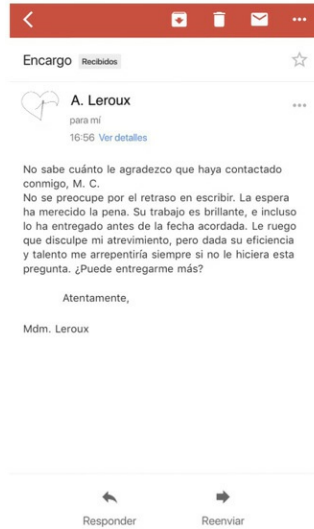 Encargo Recibidos
A. Leroux
para mí
16:56 Ver detalles
No sabe cuánto le agradezco que haya contactado
conmigo, M. C.
No se preocupe por el retraso en escribir. La espera
ha merecido la pena. Su trabajo es brillante, e incluso
lo ha entregado antes de la fecha acordada. Le ruego
que disculpe mi atrevimiento, pero dada su eficiencia
y talento me arrepentiría siempre si no le hiciera esta
pregunta. ¿Puede entregarme más?
Atentamente,
Mdm. Leroux
Responder Reenviar